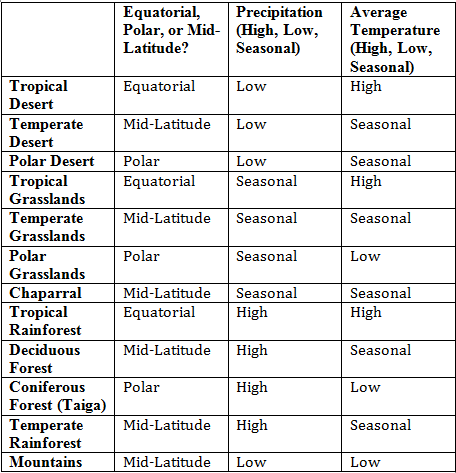 Equatorial, Polar, or Mid- Latitude? Precipitation (High, Low, Seasonal) Average Temperature (High, Low, Seasonal)
Tropical Desert Equatorial Low High
Temperate Desert Mid-Latitude Low Seasonal
Polar Desert Polar Low Seasonal
Tropical Grasslands Equatorial Seasonal High
Temperate Grasslands Mid-Latitude Seasonal Seasonal
Polar Grasslands Polar Seasonal Low
Chaparral Mid-Latitude Seasonal Seasonal
Tropical Rainforest Equatorial High High
Deciduous Forest Mid-Latitude High Seasonal
Coniferous Forest (Taiga) Polar High Low
Temperate Rainforest Mid-Latitude High Seasonal
Mountains Mid-Latitude Low Low